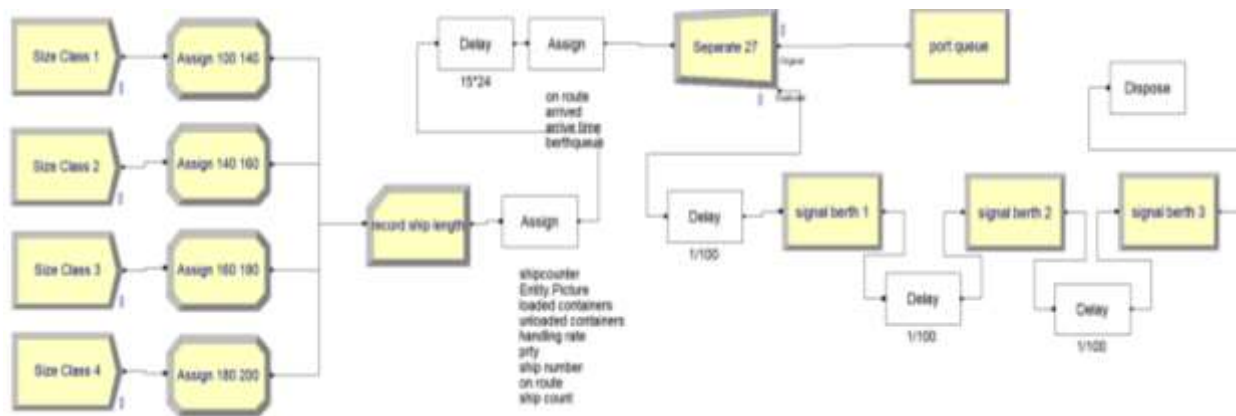 Size Class 1
Assign 100 140
Size Class 2
Assign 140 160
Size Class 3
Assign 160 180
Size Class 4
Assign 180 200
record ship length
Assign
shipcounter
Entity.Picture
loaded containers
unloaded containers
handling rate
prty
ship number
on route
ship count
Delay
15*24
Assign
on route
arrived
arrive.time
berthqueue
Separate 27
Original
Duplicate
port.queue
Delay
1/100
signal berth 1
Delay
1/100
signal berth 2
Delay
1/100
signal berth 3
Dispose